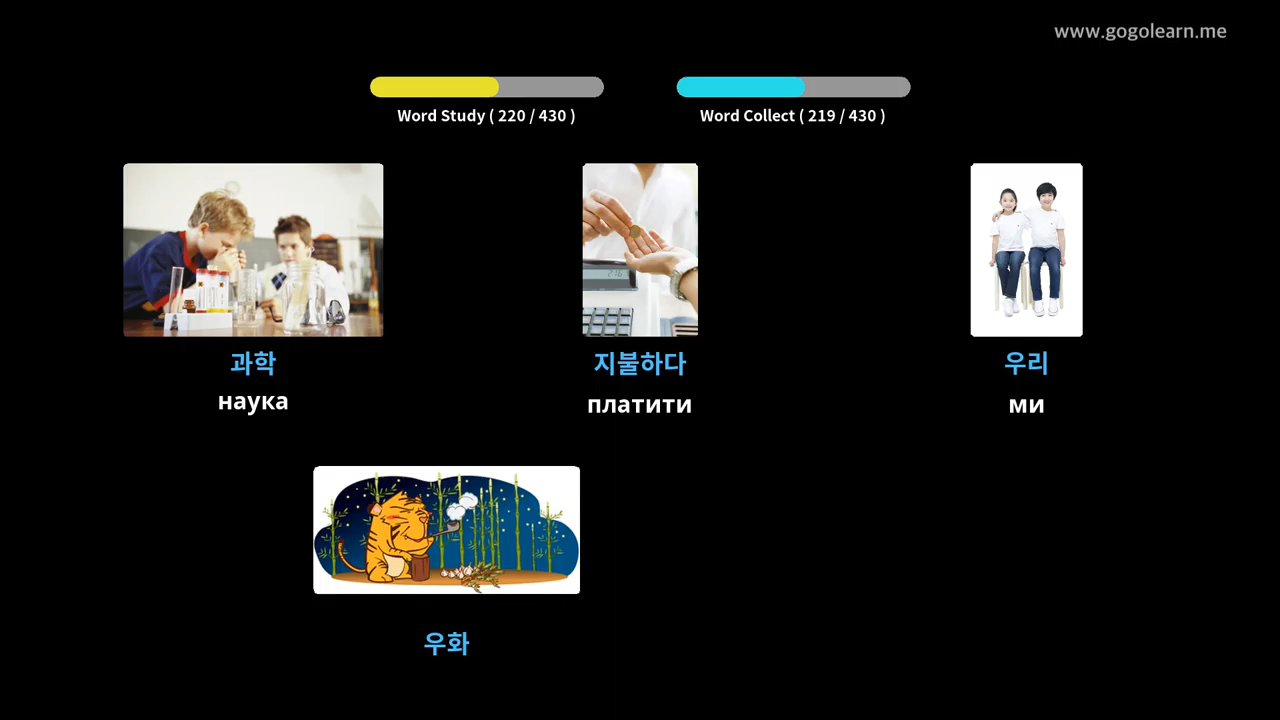 www.gogolearn.me
Word Study ( 220 / 430 )
Word Collect ( 219 / 430 )
과학
지불하다
우리
наука
платити
ми
우화